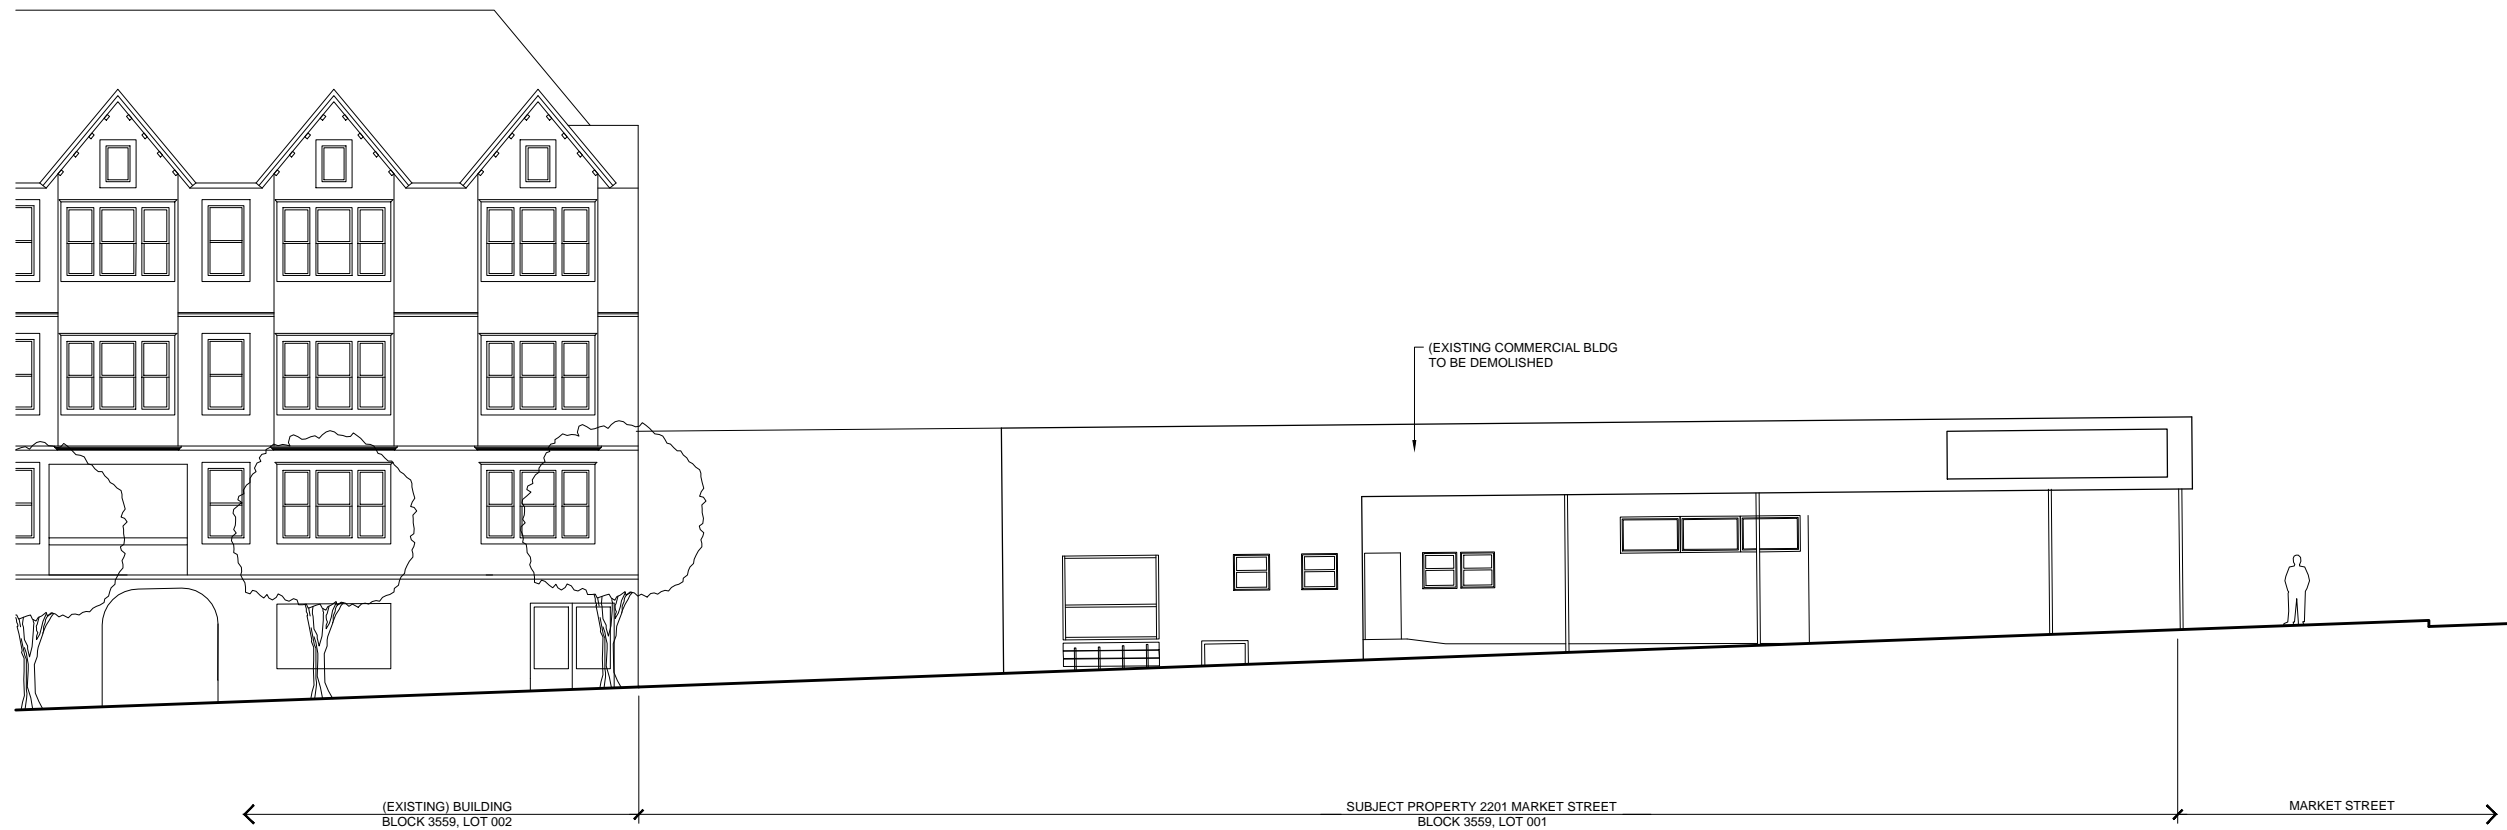 (EXISTING COMMERCIAL BLDG
TO BE DEMOLISHED
(EXISTING) BUILDING
BLOCK 3559, LOT 002
SUBJECT PROPERTY 2201 MARKET STREET
BLOCK 3559, LOT 001
MARKET STREET